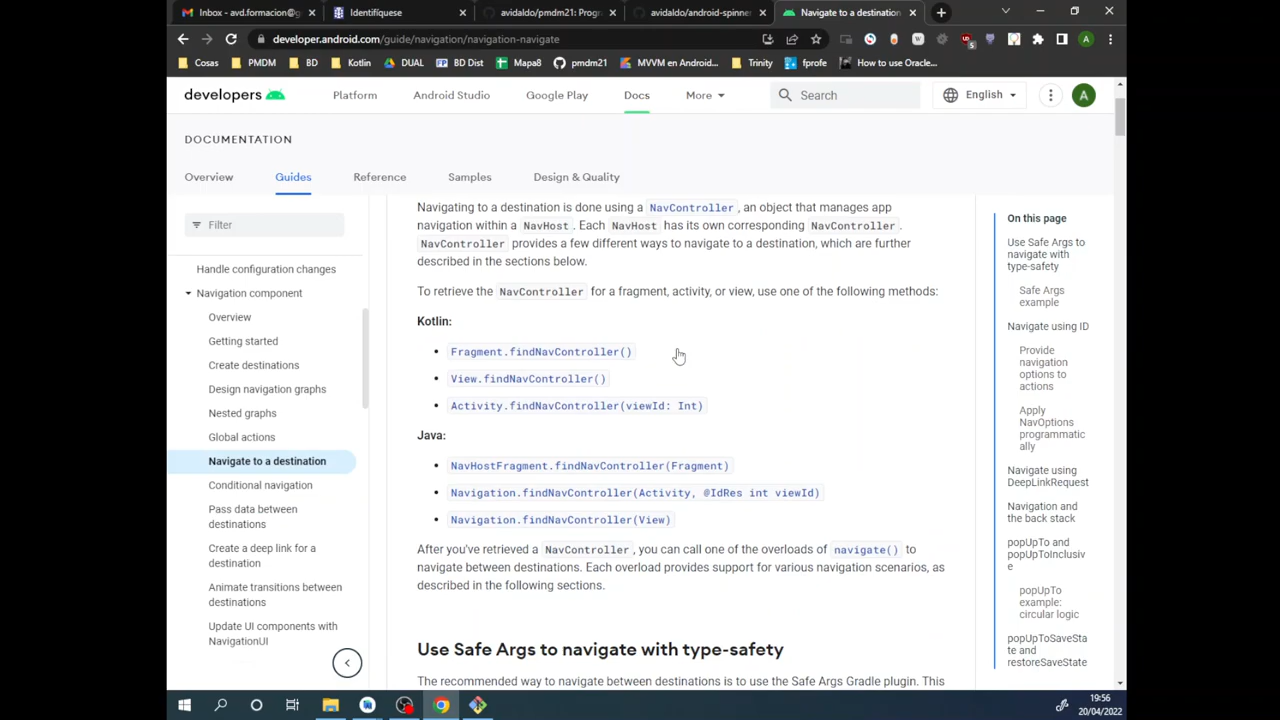 Inbox - avd.formacion@g
Identifíquese
avidaldo/pmdm21: Prog
avidaldo/android-spinner
Navigate to a destination
developer.android.com/guide/navigation/navigation-navigate
5
A
Cosas
PMDM
BD
Kotlin
DUAL
BD Dist
Mapa8
pmdm21
MVVM en Android...
Trinity
fprofe
How to use Oracle...
developers
Platform
Android Studio
Google Play
Docs
More
Search
English
A
DOCUMENTATION
Overview
Guides
Reference
Samples
Design & Quality
Filter
Handle configuration changes
Navigation component
Overview
Getting started
Create destinations
Design navigation graphs
Nested graphs
Global actions
Navigate to a destination
Conditional navigation
Pass data between
destinations
Create a deep link for a
destination
Animate transitions between
destinations
Update UI components with
NavigationUI
Navigating to a destination is done using a NavController, an object that manages app
navigation within a NavHost. Each NavHost has its own corresponding NavController.
NavController provides a few different ways to navigate to a destination, which are further
described in the sections below.
To retrieve the NavController for a fragment, activity, or view, use one of the following methods:
Kotlin:
• Fragment.findNavController()
• View.findNavController()
• Activity.findNavController(viewId: Int)
Java:
• NavHostFragment.findNavController(Fragment)
• Navigation.findNavController(Activity, @IdRes int viewId)
• Navigation.findNavController(View)
After you've retrieved a NavController, you can call one of the overloads of navigate() to
navigate between destinations. Each overload provides support for various navigation scenarios, as
described in the following sections.
Use Safe Args to navigate with type-safety
The recommended way to navigate between destinations is to use the Safe Args Gradle plugin. This
On this page
Use Safe Args to
navigate with
type-safety
Safe Args
example
Navigate using ID
Provide
navigation
options to
actions
Apply
NavOptions
programmatic
ally
Navigate using
DeepLinkRequest
Navigation and
the back stack
popUpTo and
popUpToInclusiv
e
popUpTo
example:
circular logic
popUpToSaveSta
te and
restoreSaveState
19:56
20/04/2022